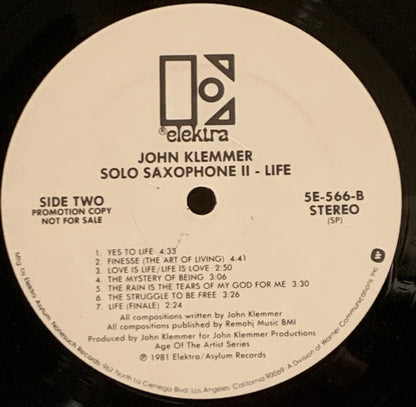 ® elektra
JOHN KLEMMER
SOLO SAXOPHONE II - LIFE
SIDE TWO
PROMOTION COPY
NOT FOR SALE
5E-566-B
STEREO
(SP)
1. YES TO LIFE 4:33
2. FINESSE (THE ART OF LIVING) 4:41
3. LOVE IS LIFE/LIFE IS LOVE 2:50
4. THE MYSTERY OF BEING 3:06
5. THE RAIN IS THE TEARS OF MY GOD FOR ME 3:30
6. THE STRUGGLE TO BE FREE 3:26
7. LIFE (FINALE) 2:24
All compositions written by John Klemmer
All compositions published by Remohj Music BMI
Produced by John Klemmer for John Klemmer Productions
Age Of The Artist Series
℗ 1981 Elektra/Asylum Records
Mfg by Elektra Asylum Nonesuch Records, 962 North La Cienega Blvd. Los Angeles, California 90069. A Division of Warner Communications Inc.